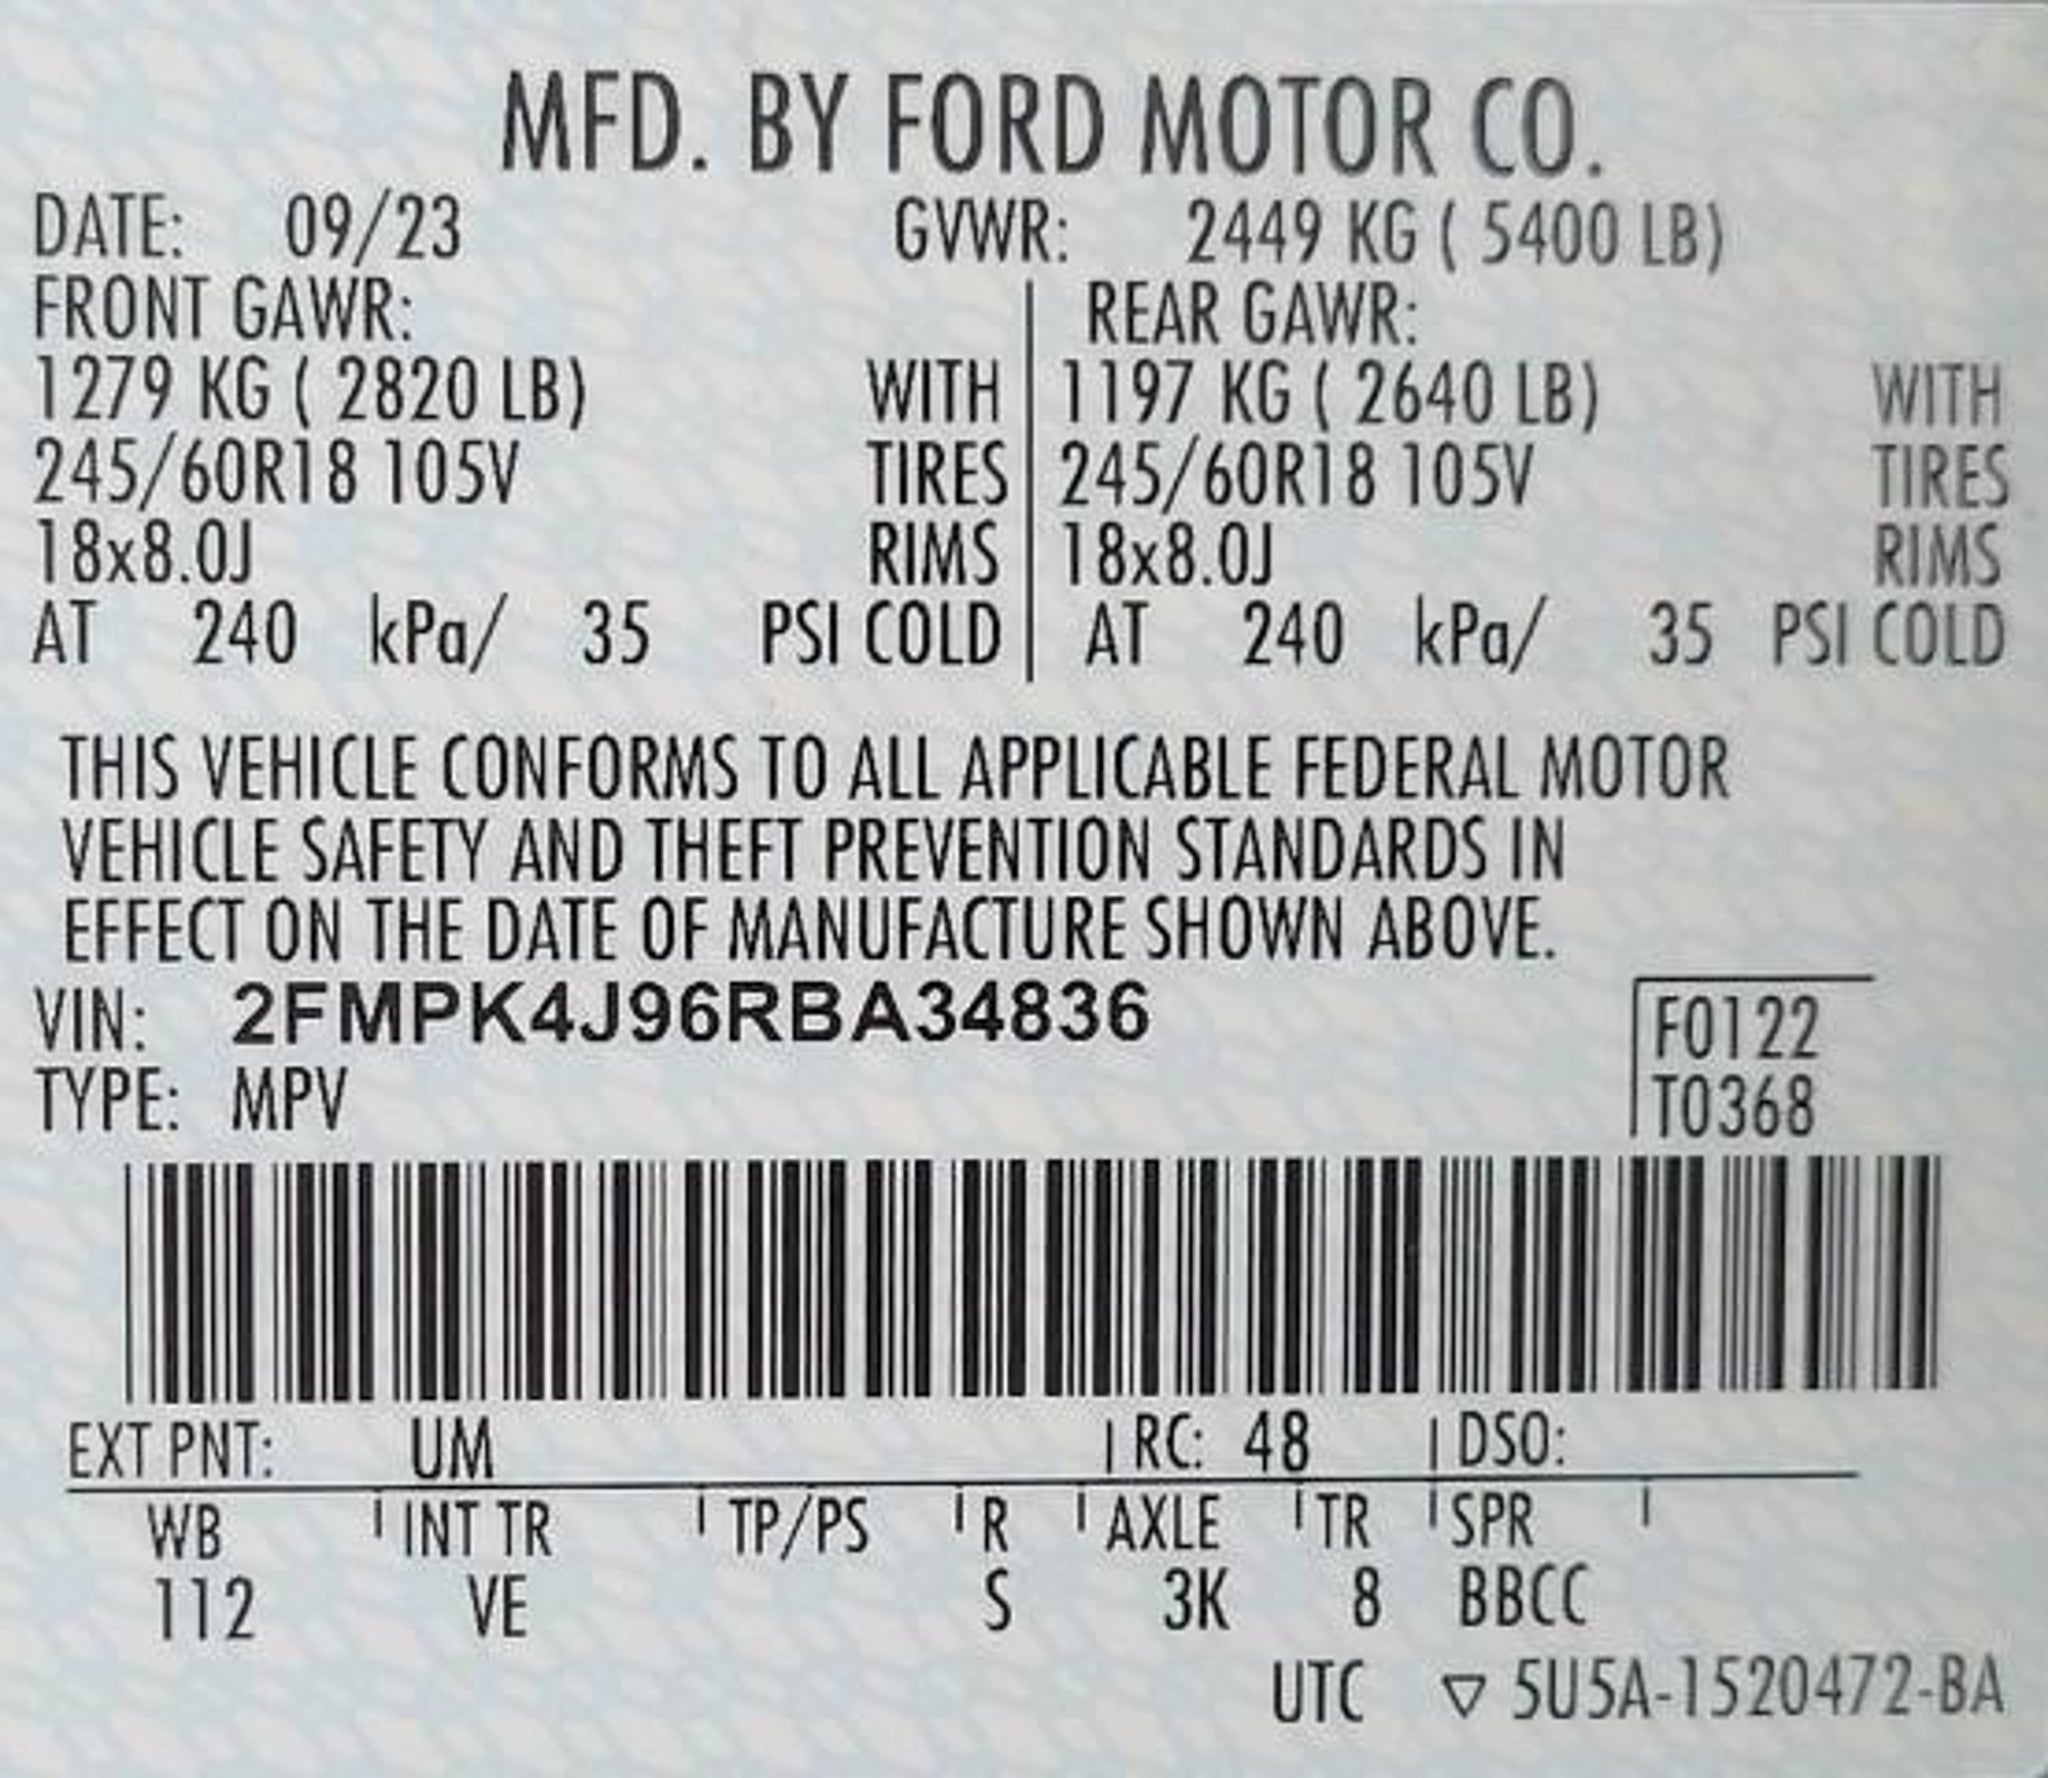 MFD. BY FORD MOTOR CO.
DATE: 09/23 GVWR: 2449 KG ( 5400 LB)
FRONT GAWR: REAR GAWR:
1279 KG ( 2820 LB) WITH 1197 KG ( 2640 LB) WITH
245/60R18 105V TIRES 245/60R18 105V TIRES
18x8.0J RIMS 18x8.0J RIMS
AT 240 kPa/ 35 PSI COLD AT 240 kPa/ 35 PSI COLD
THIS VEHICLE CONFORMS TO ALL APPLICABLE FEDERAL MOTOR
VEHICLE SAFETY AND THEFT PREVENTION STANDARDS IN
EFFECT ON THE DATE OF MANUFACTURE SHOWN ABOVE.
VIN: 2FMPK4J96RBA34836 F0122
TYPE: MPV T0368
EXT PNT: UM RC: 48 DSO:
WB INT TR TP/PS R AXLE TR SPR
112 VE S 3K 8 BBCC
UTC ▽ 5U5A-1520472-BA